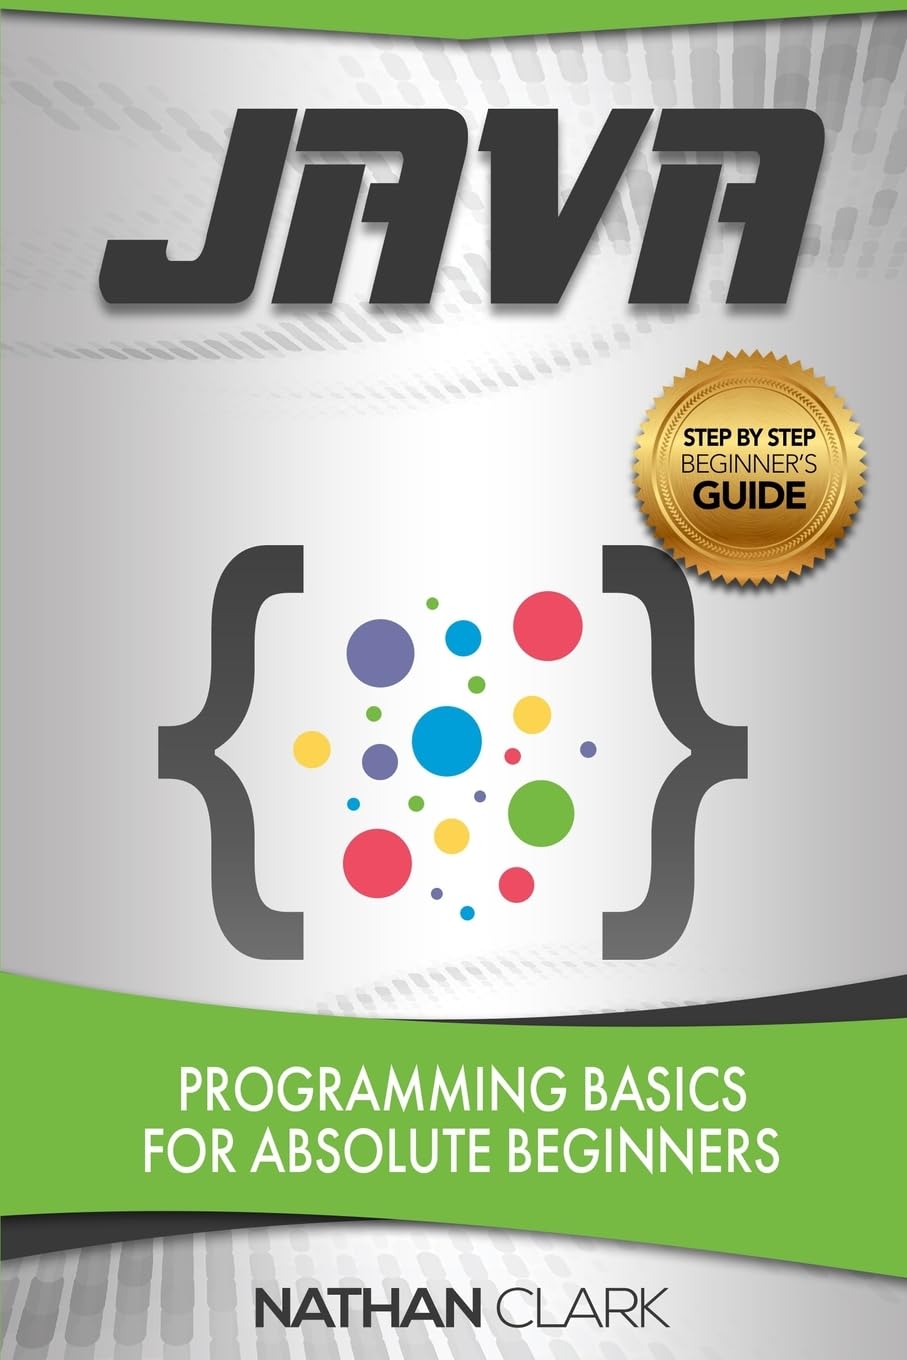 JAVA
STEP BY STEP
BEGINNER'S
GUIDE
PROGRAMMING BASICS
FOR ABSOLUTE BEGINNERS
NATHAN CLARK